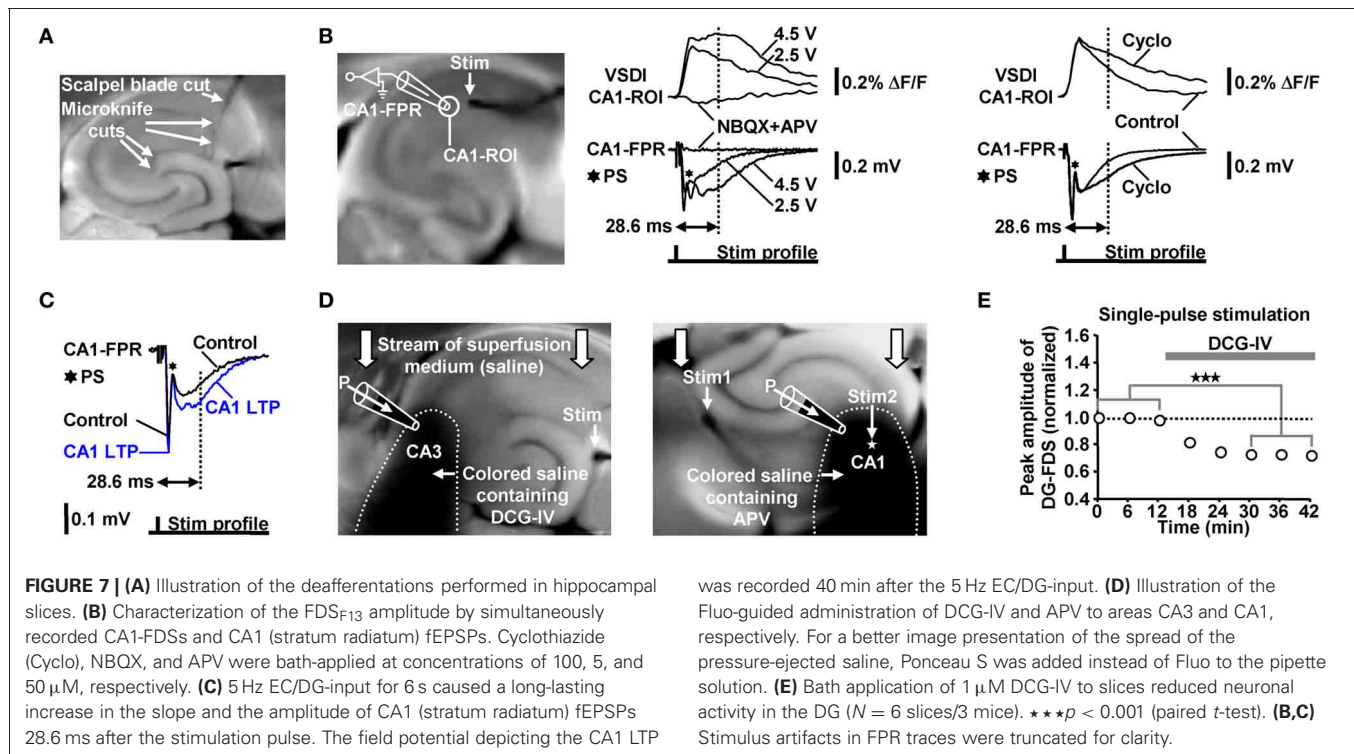 A
Scalpel blade cut
Microknife
cuts
B
Stim
CA1-FPR
CA1-ROI
VSDI
CA1-ROI
4.5 V
2.5 V
0.2% ΔF/F
NBQX+APV
CA1-FPR
★ PS
★
0.2 mV
4.5 V
2.5 V
28.6 ms
Stim profile
VSDI
CA1-ROI
Cyclo
0.2% ΔF/F
Control
CA1-FPR
★ PS
★
0.2 mV
Cyclo
28.6 ms
Stim profile
C
CA1-FPR
★ PS
★
Control
Control
CA1 LTP
CA1 LTP
28.6 ms
0.1 mV
Stim profile
D
Stream of superfusion
medium (saline)
P
Stim
CA3
Colored saline
containing
DCG-IV
Stim1
P
Stim2
★
CA1
Colored saline
containing
APV
E
Single-pulse stimulation
DCG-IV
★★★
Peak amplitude of
DG-FDS (normalized)
1.6
1.4
1.2
1.0
0.8
0.6
0.4
0 6 12 18 24 30 36 42
Time (min)
FIGURE 7 | (A) Illustration of the deafferentations performed in hippocampal
slices. (B) Characterization of the FDSF13 amplitude by simultaneously
recorded CA1-FDSs and CA1 (stratum radiatum) fEPSPs. Cyclothiazide
(Cyclo), NBQX, and APV were bath-applied at concentrations of 100, 5, and
50 μM, respectively. (C) 5 Hz EC/DG-input for 6 s caused a long-lasting
increase in the slope and the amplitude of CA1 (stratum radiatum) fEPSPs
28.6 ms after the stimulation pulse. The field potential depicting the CA1 LTP
was recorded 40 min after the 5 Hz EC/DG-input. (D) Illustration of the
Fluo-guided administration of DCG-IV and APV to areas CA3 and CA1,
respectively. For a better image presentation of the spread of the
pressure-ejected saline, Ponceau S was added instead of Fluo to the pipette
solution. (E) Bath application of 1 μM DCG-IV to slices reduced neuronal
activity in the DG (N = 6 slices/3 mice). ★★★p < 0.001 (paired t-test). (B,C)
Stimulus artifacts in FPR traces were truncated for clarity.